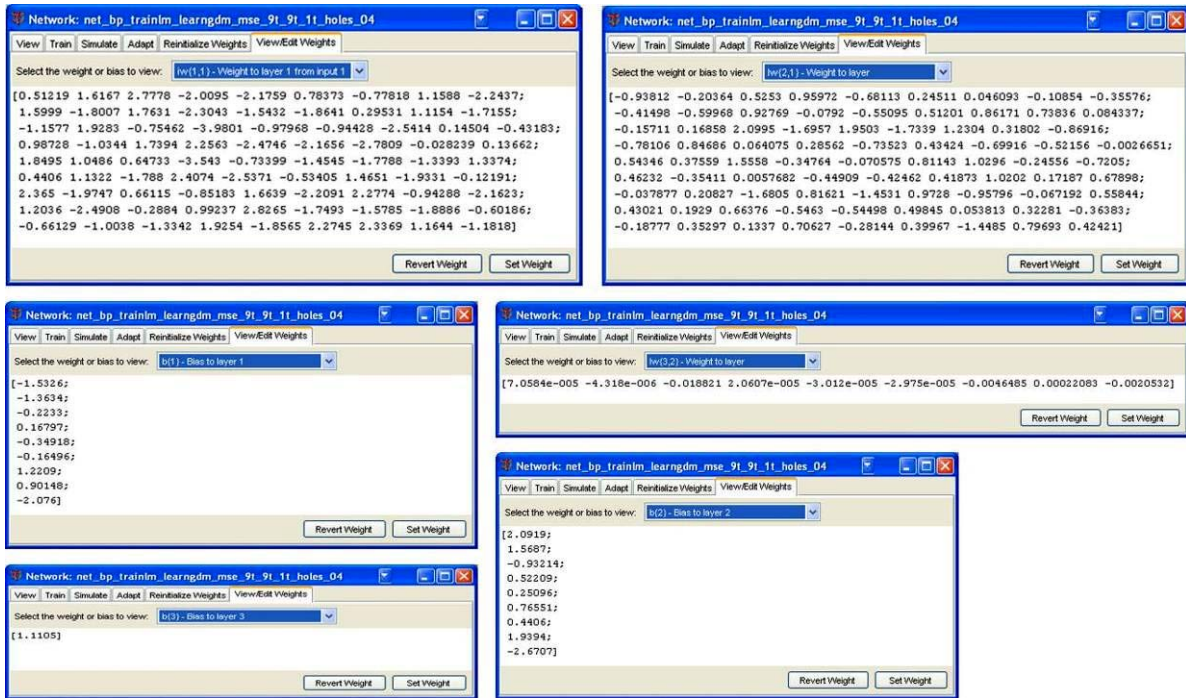 Network: net_bp_trainlm_learngdm_mse_9t_9t_1t_holes_04
View Train Simulate Adapt Reinitialize Weights View/Edit Weights
Select the weight or bias to view: iw{1,1} - Weight to layer 1 from input 1
[0.51219 1.6167 2.7778 -2.0095 -2.1759 0.78373 -0.77818 1.1588 -2.2437;
1.5999 -1.8007 1.7631 -2.3043 -1.5432 -1.8641 0.29531 1.1154 -1.7155;
-1.1577 1.9283 -0.75462 -3.9801 -0.97968 -0.94428 -2.5414 0.14504 -0.43183;
0.98728 -1.0344 1.7394 2.2563 -2.4746 -2.1656 -2.7809 -0.028239 0.13662;
1.8495 1.0486 0.64733 -3.543 -0.73399 -1.4545 -1.7788 -1.3393 1.3374;
0.4406 1.1322 -1.788 2.4074 -2.5371 -0.53405 1.4651 -1.9331 -0.12191;
2.365 -1.9747 0.66115 -0.85183 1.6639 -2.2091 2.2774 -0.94288 -2.1623;
1.2036 -2.4908 -0.2884 0.99237 2.8265 -1.7493 -1.5785 -1.8886 -0.60186;
-0.66129 -1.0038 -1.3342 1.9254 -1.8565 2.2745 2.3369 1.1644 -1.1818]
Revert Weight Set Weight
Network: net_bp_trainlm_learngdm_mse_9t_9t_1t_holes_04
View Train Simulate Adapt Reinitialize Weights View/Edit Weights
Select the weight or bias to view: lw{2,1} - Weight to layer
[-0.93812 -0.20364 0.5253 0.95972 -0.68113 0.24511 0.046093 -0.10854 -0.35576;
-0.41498 -0.59968 0.92769 -0.0792 -0.55095 0.51201 0.86171 0.73836 0.084337;
-0.15711 0.16858 2.0995 -1.6957 1.9503 -1.7339 1.2304 0.31802 -0.86916;
-0.78106 0.84686 0.064075 0.28562 -0.73523 0.43424 -0.69916 -0.52156 -0.0026651;
0.54346 0.37559 1.5558 -0.34764 -0.070575 0.81143 1.0296 -0.24556 -0.7205;
0.46232 -0.35411 0.0057682 -0.44909 -0.42462 0.41873 1.0202 0.17187 0.67898;
-0.037877 0.20827 -1.6805 0.81621 -1.4531 0.9728 -0.95796 -0.067192 0.55844;
0.43021 0.1929 0.66376 -0.5463 -0.54498 0.49845 0.053813 0.32281 -0.36383;
-0.18777 0.35297 0.1337 0.70627 -0.28144 0.39967 -1.4485 0.79693 0.42421]
Revert Weight Set Weight
Network: net_bp_trainlm_learngdm_mse_9t_9t_1t_holes_04
View Train Simulate Adapt Reinitialize Weights View/Edit Weights
Select the weight or bias to view: b{1} - Bias to layer 1
[-1.5326;
-1.3634;
-0.2233;
0.16797;
-0.34918;
-0.16496;
1.2209;
0.90148;
-2.076]
Revert Weight Set Weight
Network: net_bp_trainlm_learngdm_mse_9t_9t_1t_holes_04
View Train Simulate Adapt Reinitialize Weights View/Edit Weights
Select the weight or bias to view: lw{3,2} - Weight to layer
[7.0584e-005 -4.318e-006 -0.018821 2.0607e-005 -3.012e-005 -2.975e-005 -0.0046485 0.00022083 -0.0020532]
Revert Weight Set Weight
Network: net_bp_trainlm_learngdm_mse_9t_9t_1t_holes_04
View Train Simulate Adapt Reinitialize Weights View/Edit Weights
Select the weight or bias to view: b{2} - Bias to layer 2
[2.0919;
1.5687;
-0.93214;
0.52209;
0.25096;
0.76551;
0.4406;
1.9394;
-2.6707]
Revert Weight Set Weight
Network: net_bp_trainlm_learngdm_mse_9t_9t_1t_holes_04
View Train Simulate Adapt Reinitialize Weights View/Edit Weights
Select the weight or bias to view: b{3} - Bias to layer 3
[1.1105]
Revert Weight Set Weight